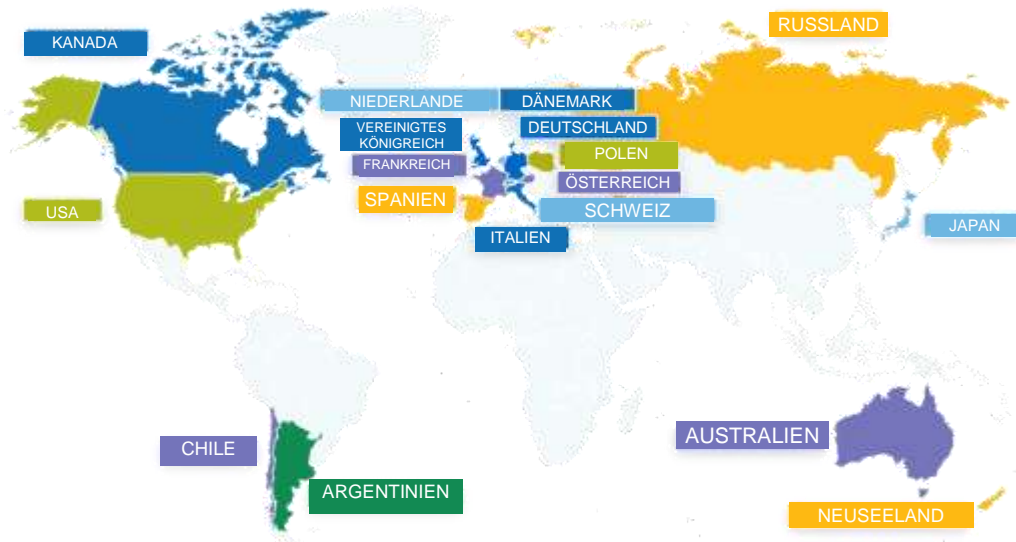 RUSSLAND
KANADA
NIEDERLANDE
DÄNEMARK
VEREINIGTES
KÖNIGREICH
DEUTSCHLAND
POLEN
FRANKREICH
ÖSTERREICH
SPANIEN
SCHWEIZ
USA
ITALIEN
JAPAN
CHILE
AUSTRALIEN
ARGENTINIEN
NEUSEELAND